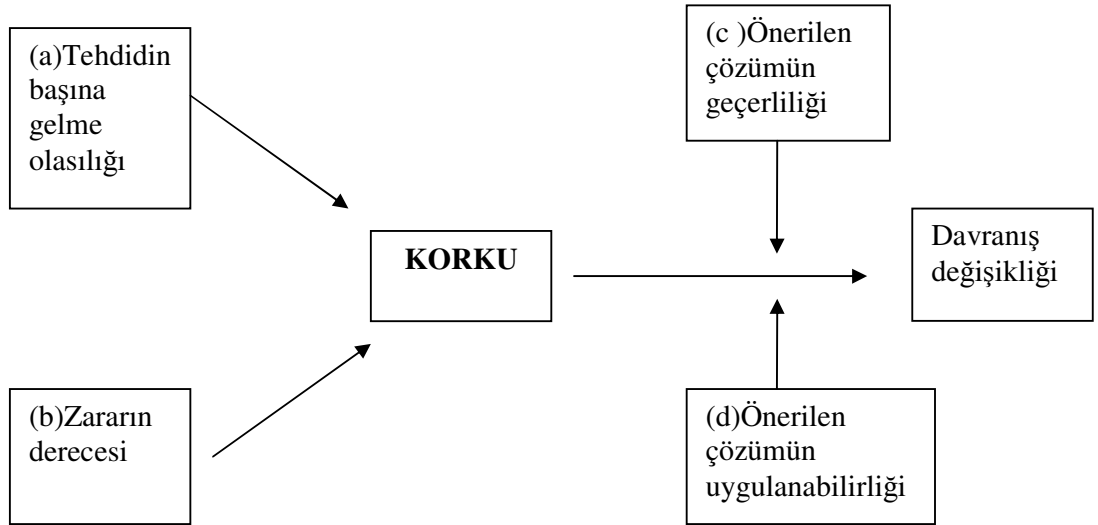 (a)Tehdidin
başına
gelme
olasılığı
(b)Zararın
derecesi
KORKU
(c )Önerilen
çözümün
geçerliliği
(d)Önerilen
çözümün
uygulanabilirliği
Davranış
değişikliği